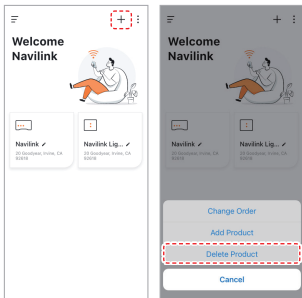 Welcome
Navilink
Navilink
20 Goodyear, Irvine, CA
92618
Navilink Lig...
20 Goodyear, Irvine, CA
92618
Welcome
Navilink
Navilink
20 Goodyear, Irvine, CA
92618
Navilink Lig...
20 Goodyear, Irvine, CA
92618
Change Order
Add Product
Delete Product
Cancel